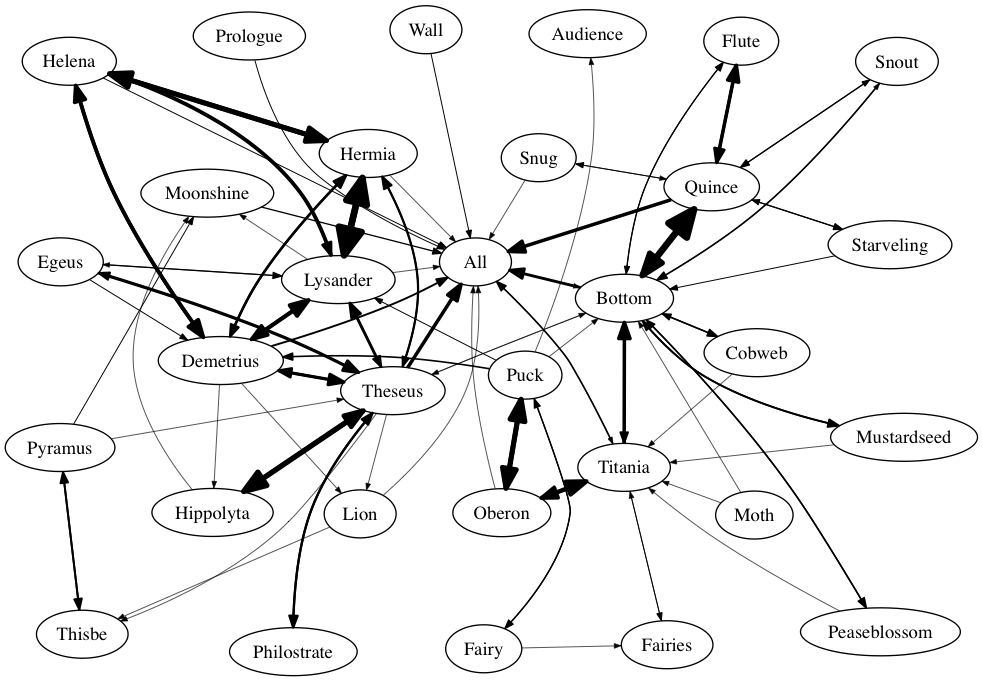 Wall
Audience
Prologue
Flute
Helena
Snout
Hermia
Snug
Quince
Moonshine
Starveling
Egeus
All
Lysander
Bottom
Cobweb
Demetrius
Puck
Theseus
Mustardseed
Pyramus
Titania
Hippolyta
Lion
Oberon
Moth
Thisbe
Peaseblossom
Fairies
Fairy
Philostrate